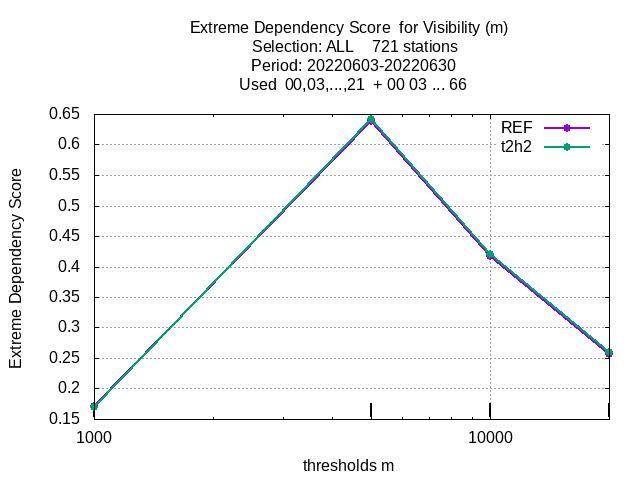 Extreme Dependency Score  for Visibility (m)
Selection: ALL    721 stations
Period: 20220603-20220630
Used  00,03,...,21  + 00 03 ... 66
REF
t2h2
0.65
0.6
0.55
0.5
0.45
0.4
0.35
0.3
0.25
0.2
0.15
Extreme Dependency Score
1000
10000
thresholds m